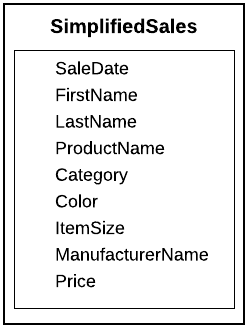 SimplifiedSales
SaleDate
FirstName
LastName
ProductName
Category
Color
ItemSize
ManufacturerName
Price